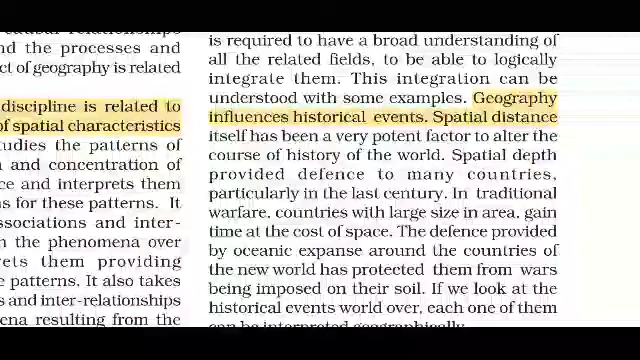 nd the processes and
ct of geography is related
discipline is related to
of spatial characteristics
tudies the patterns of
n and concentration of
ce and interprets them
ns for these patterns. It
ssociations and inter-
n the phenomena over
rets them providing
e patterns. It also takes
s and inter-relationships
ena resulting from the
is required to have a broad understanding of
all the related fields, to be able to logically
integrate them. This integration can be
understood with some examples. Geography
influences historical events. Spatial distance
itself has been a very potent factor to alter the
course of history of the world. Spatial depth
provided defence to many countries,
particularly in the last century. In traditional
warfare, countries with large size in area, gain
time at the cost of space. The defence provided
by oceanic expanse around the countries of
the new world has protected them from wars
being imposed on their soil. If we look at the
historical events world over, each one of them
can be interpreted geographically.